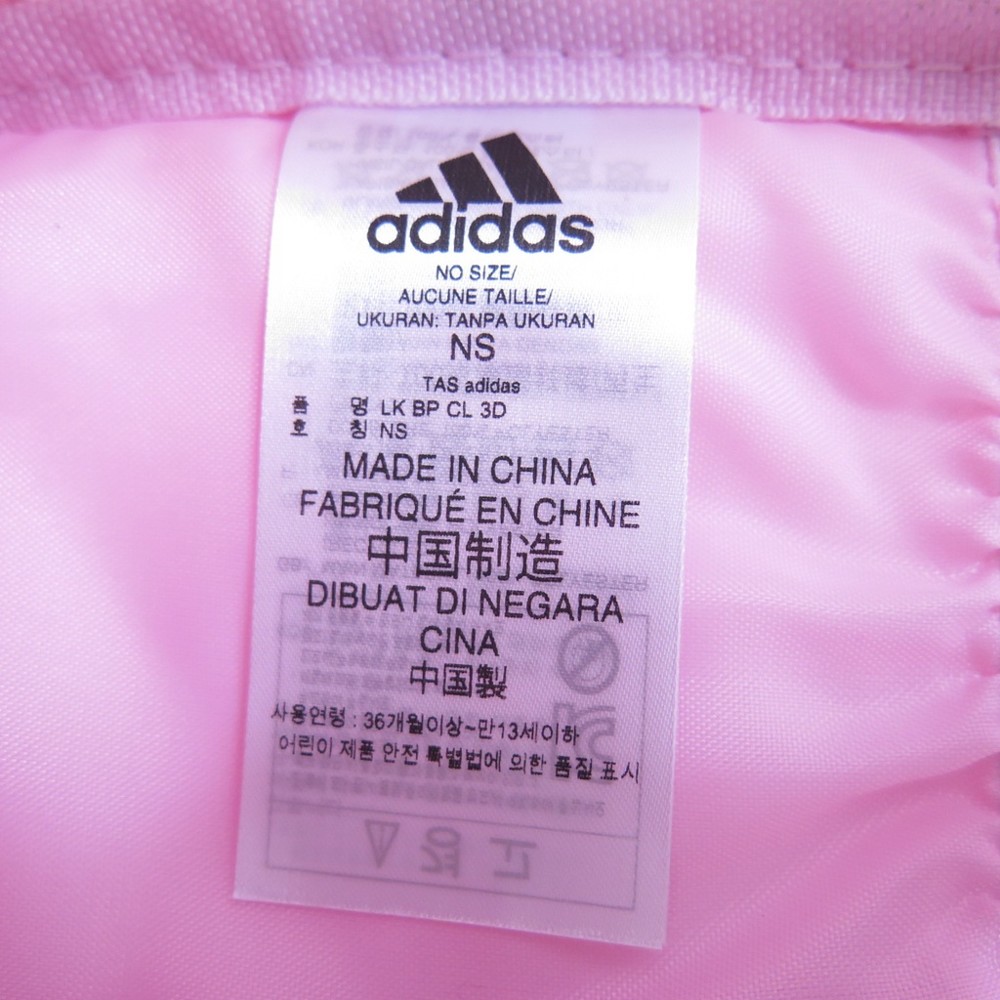 adidas
NO SIZE/
AUCUNE TAILLE/
UKURAN: TANPA UKURAN
NS
TAS adidas
품 명 LK BP CL 3D
호 칭 NS
MADE IN CHINA
FABRIQUÉ EN CHINE
中国制造
DIBUAT DI NEGARA
CINA
中国製
사용연령 : 36개월이상~만13세이하
어린이 제품 안전 특별법에 의한 품질 표시